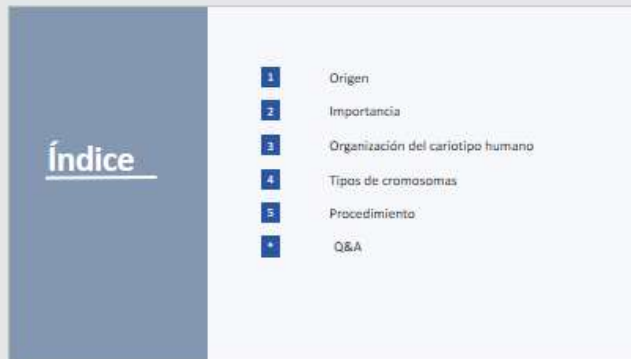 Índice
1 Origen
2 Importancia
3 Organización del cariotipo humano
4 Tipos de cromosomas
5 Procedimiento
* Q&A